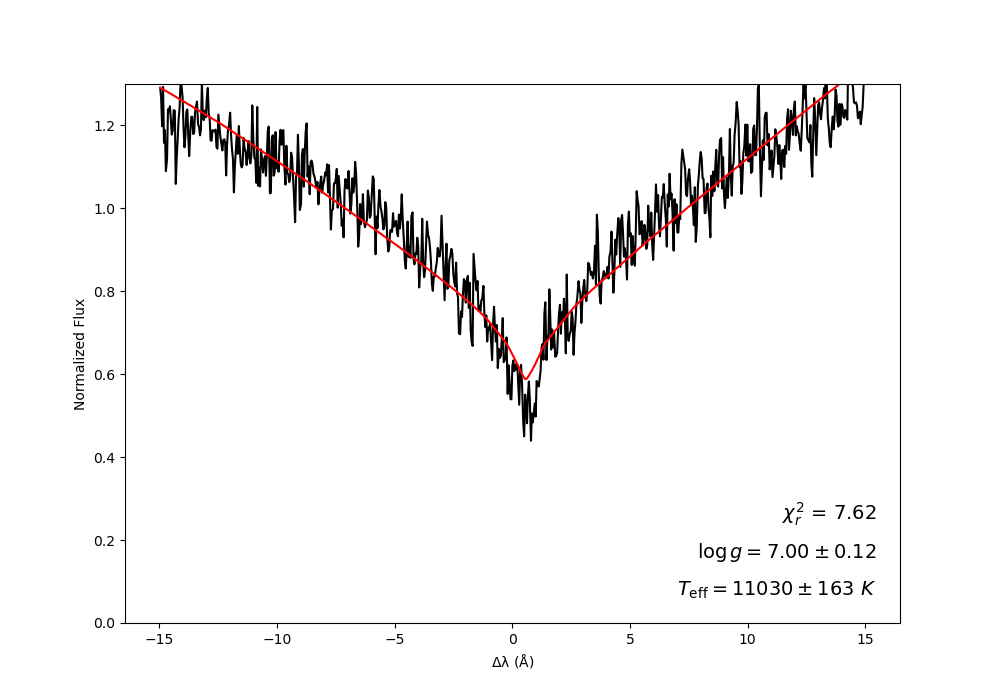 1.2
1.0
0.8
0.6
0.4
0.2
0.0
Normalized Flux
χ²ᵣ = 7.62
log g = 7.00 ± 0.12
T_eff = 11030 ± 163 K
−15 −10 −5 0 5 10 15
Δλ (Å)